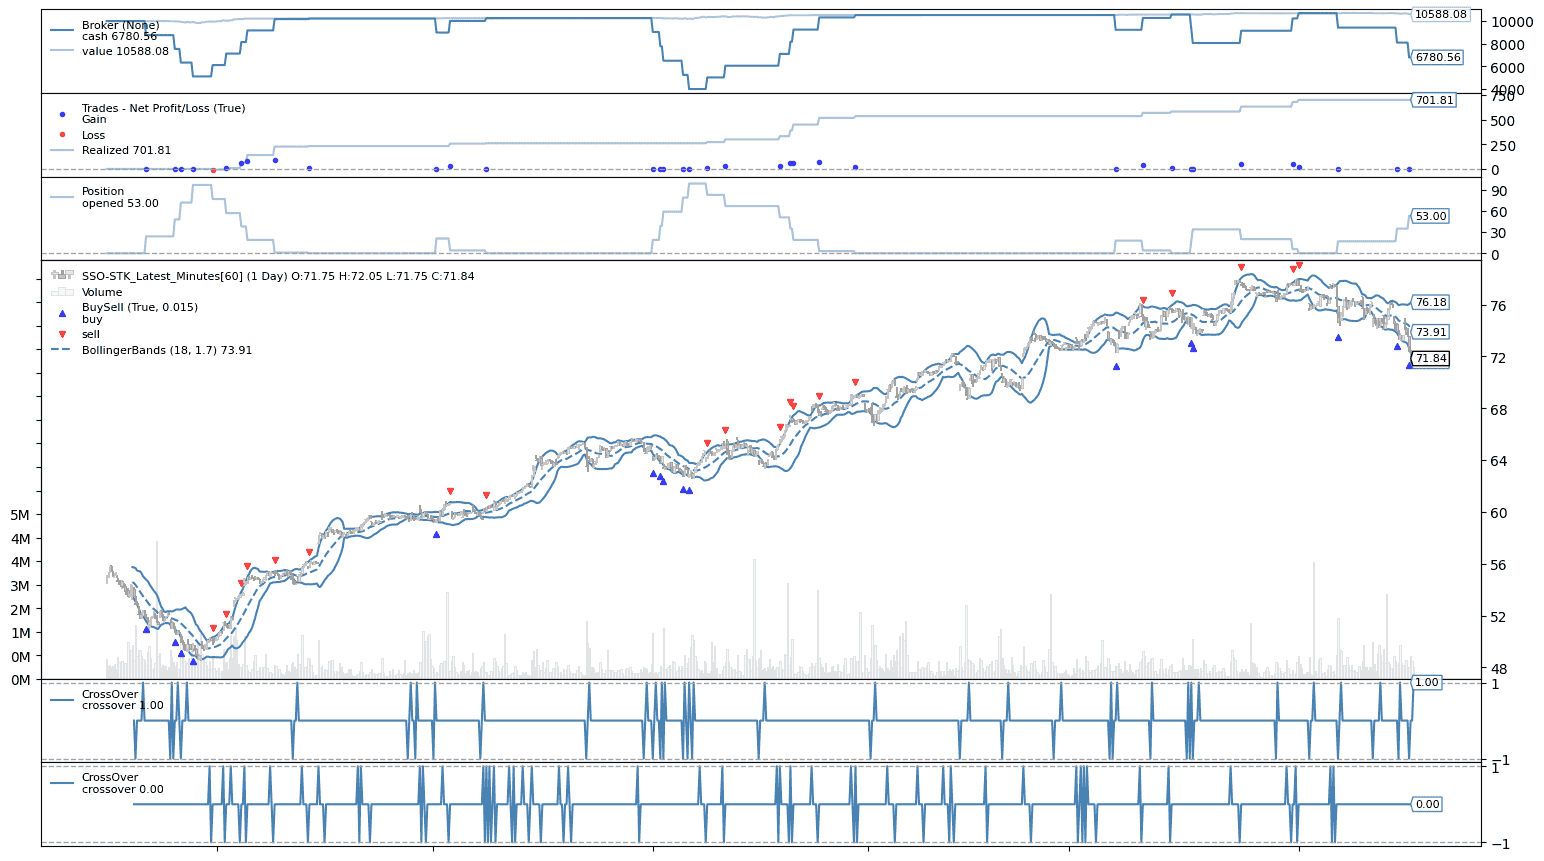 Broker (None)
cash 6780.56
value 10588.08
10588.08
10000
8000
6780.56
6000
4000
Trades - Net Profit/Loss (True)
Gain
Loss
Realized 701.81
750
701.81
500
250
0
Position
opened 53.00
90
60
53.00
30
0
SSO-STK_Latest_Minutes[60] (1 Day) O:71.75 H:72.05 L:71.75 C:71.84
Volume
BuySell (True, 0.015)
buy
sell
BollingerBands (18, 1.7) 73.91
76.18
76
73.91
71.84
72
68
64
60
56
52
48
5M
4M
4M
3M
2M
1M
0M
0M
CrossOver
crossover 1.00
1.00
1
−1
CrossOver
crossover 0.00
1
0.00
−1